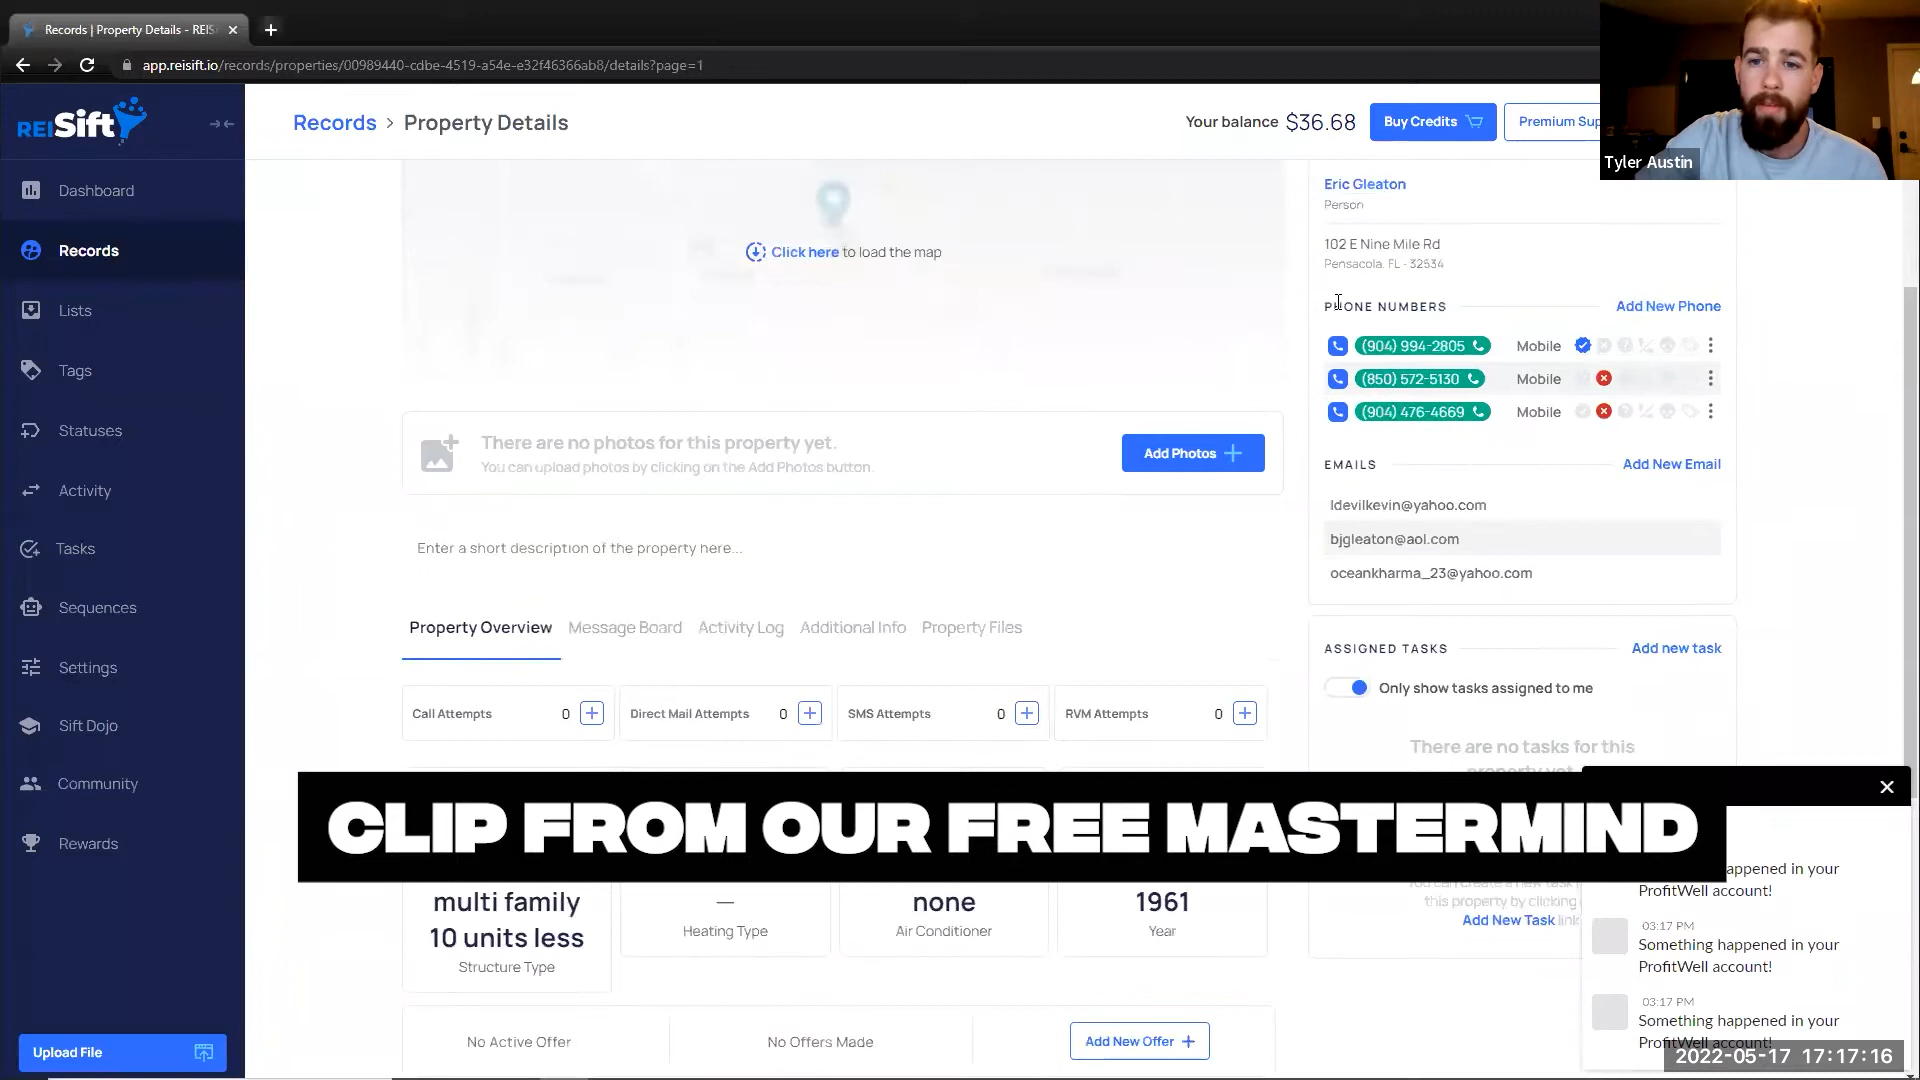 Records | Property Details - REIS
app.reisift.io/records/properties/00989440-cdbe-4519-a54e-e32f46366ab8/details?page=1
REISift
Records > Property Details
Your balance $36.68
Buy Credits
Premium Sup
Tyler Austin
Dashboard
Records
Lists
Tags
Statuses
Activity
Tasks
Sequences
Settings
Sift Dojo
Community
Rewards
Upload File
Click here to load the map
There are no photos for this property yet.
You can upload photos by clicking on the Add Photos button.
Add Photos
Enter a short description of the property here...
Property Overview Message Board Activity Log Additional Info Property Files
Call Attempts 0
Direct Mail Attempts 0
SMS Attempts 0
RVM Attempts 0
CLIP FROM OUR FREE MASTERMIND
multi family
10 units less
Structure Type
—
Heating Type
none
Air Conditioner
1961
Year
No Active Offer
No Offers Made
Add New Offer +
Eric Gleaton
Person
102 E Nine Mile Rd
Pensacola, FL - 32534
PHONE NUMBERS
Add New Phone
(904) 994-2805 Mobile
(850) 572-5130 Mobile
(904) 476-4669 Mobile
EMAILS
Add New Email
ldevilkevin@yahoo.com
bjgleaton@aol.com
oceankharma_23@yahoo.com
ASSIGNED TASKS
Add new task
Only show tasks assigned to me
There are no tasks for this
this property by clicking
Add New Task link
appened in your
ProfitWell account!
03:17 PM
Something happened in your
ProfitWell account!
03:17 PM
Something happened in your
ProfitWell account!
2022-05-17 17:17:16